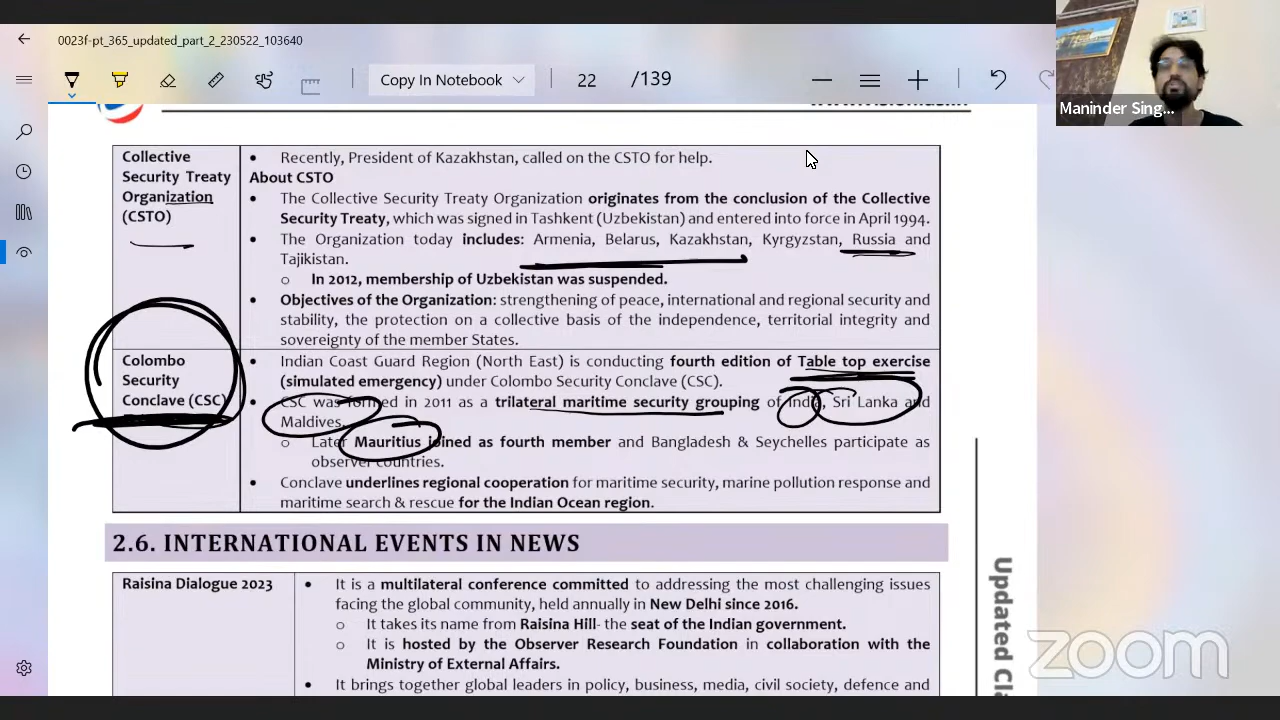 0023f-pt_365_updated_part_2_230522_103640
Copy In Notebook
22 /139
Maninder Sing...
Collective
Security Treaty
Organization
(CSTO)
• Recently, President of Kazakhstan, called on the CSTO for help.
About CSTO
• The Collective Security Treaty Organization originates from the conclusion of the Collective
Security Treaty, which was signed in Tashkent (Uzbekistan) and entered into force in April 1994.
• The Organization today includes: Armenia, Belarus, Kazakhstan, Kyrgyzstan, Russia and
Tajikistan.
o In 2012, membership of Uzbekistan was suspended.
• Objectives of the Organization: strengthening of peace, international and regional security and
stability, the protection on a collective basis of the independence, territorial integrity and
sovereignty of the member States.
Colombo
Security
Conclave (CSC)
• Indian Coast Guard Region (North East) is conducting fourth edition of Table top exercise
(simulated emergency) under Colombo Security Conclave (CSC).
• CSC was formed in 2011 as a trilateral maritime security grouping of India, Sri Lanka and
Maldives.
o Later Mauritius joined as fourth member and Bangladesh & Seychelles participate as
observer countries.
• Conclave underlines regional cooperation for maritime security, marine pollution response and
maritime search & rescue for the Indian Ocean region.
2.6. INTERNATIONAL EVENTS IN NEWS
Raisina Dialogue 2023
• It is a multilateral conference committed to addressing the most challenging issues
facing the global community, held annually in New Delhi since 2016.
o It takes its name from Raisina Hill- the seat of the Indian government.
o It is hosted by the Observer Research Foundation in collaboration with the
Ministry of External Affairs.
• It brings together global leaders in policy, business, media, civil society, defence and
Updated Cla
zoom